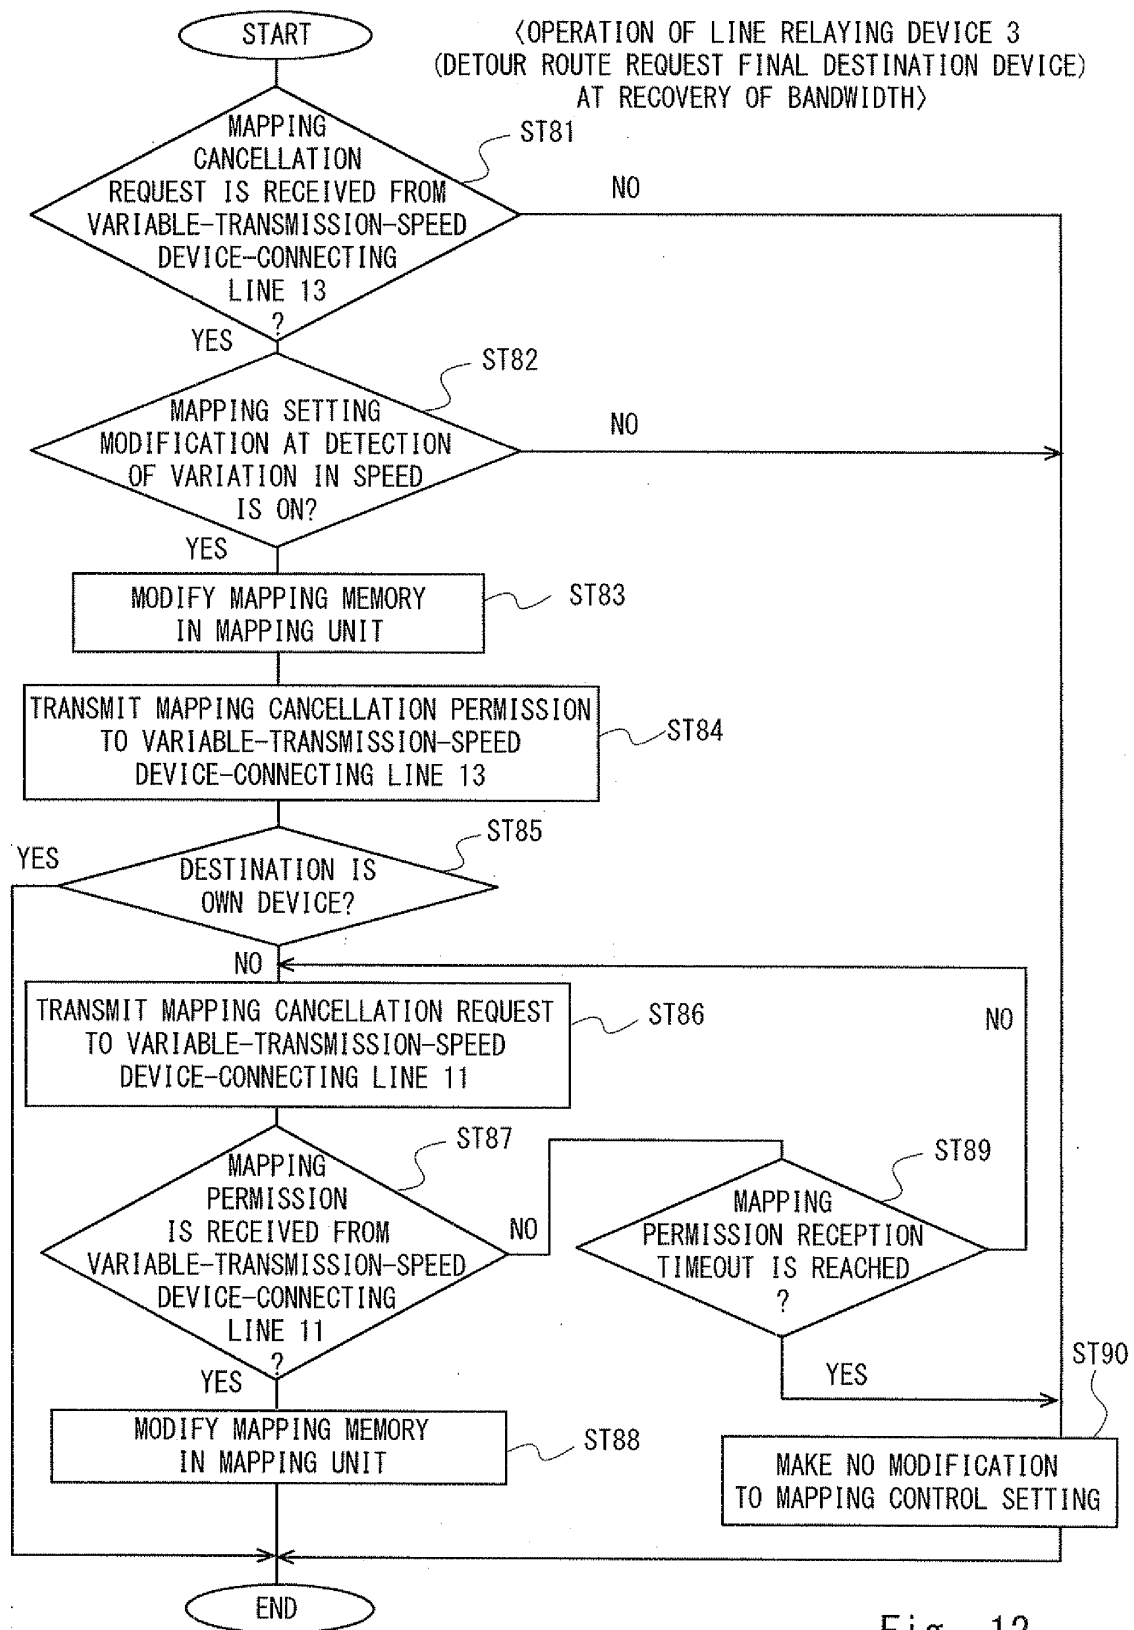 START
<OPERATION OF LINE RELAYING DEVICE 3
(DETOUR ROUTE REQUEST FINAL DESTINATION DEVICE)
AT RECOVERY OF BANDWIDTH>
MAPPING
CANCELLATION
REQUEST IS RECEIVED FROM
VARIABLE-TRANSMISSION-SPEED
DEVICE-CONNECTING
LINE 13
?
ST81
NO
YES
MAPPING SETTING
MODIFICATION AT DETECTION
OF VARIATION IN SPEED
IS ON?
ST82
NO
YES
MODIFY MAPPING MEMORY
IN MAPPING UNIT
ST83
TRANSMIT MAPPING CANCELLATION PERMISSION
TO VARIABLE-TRANSMISSION-SPEED
DEVICE-CONNECTING LINE 13
ST84
DESTINATION IS
OWN DEVICE?
ST85
YES
NO
TRANSMIT MAPPING CANCELLATION REQUEST
TO VARIABLE-TRANSMISSION-SPEED
DEVICE-CONNECTING LINE 11
ST86
NO
MAPPING
PERMISSION
IS RECEIVED FROM
VARIABLE-TRANSMISSION-SPEED
DEVICE-CONNECTING
LINE 11
?
ST87
NO
YES
MAPPING
PERMISSION RECEPTION
TIMEOUT IS REACHED
?
ST89
YES
MODIFY MAPPING MEMORY
IN MAPPING UNIT
ST88
ST90
MAKE NO MODIFICATION
TO MAPPING CONTROL SETTING
END
Fig. 12